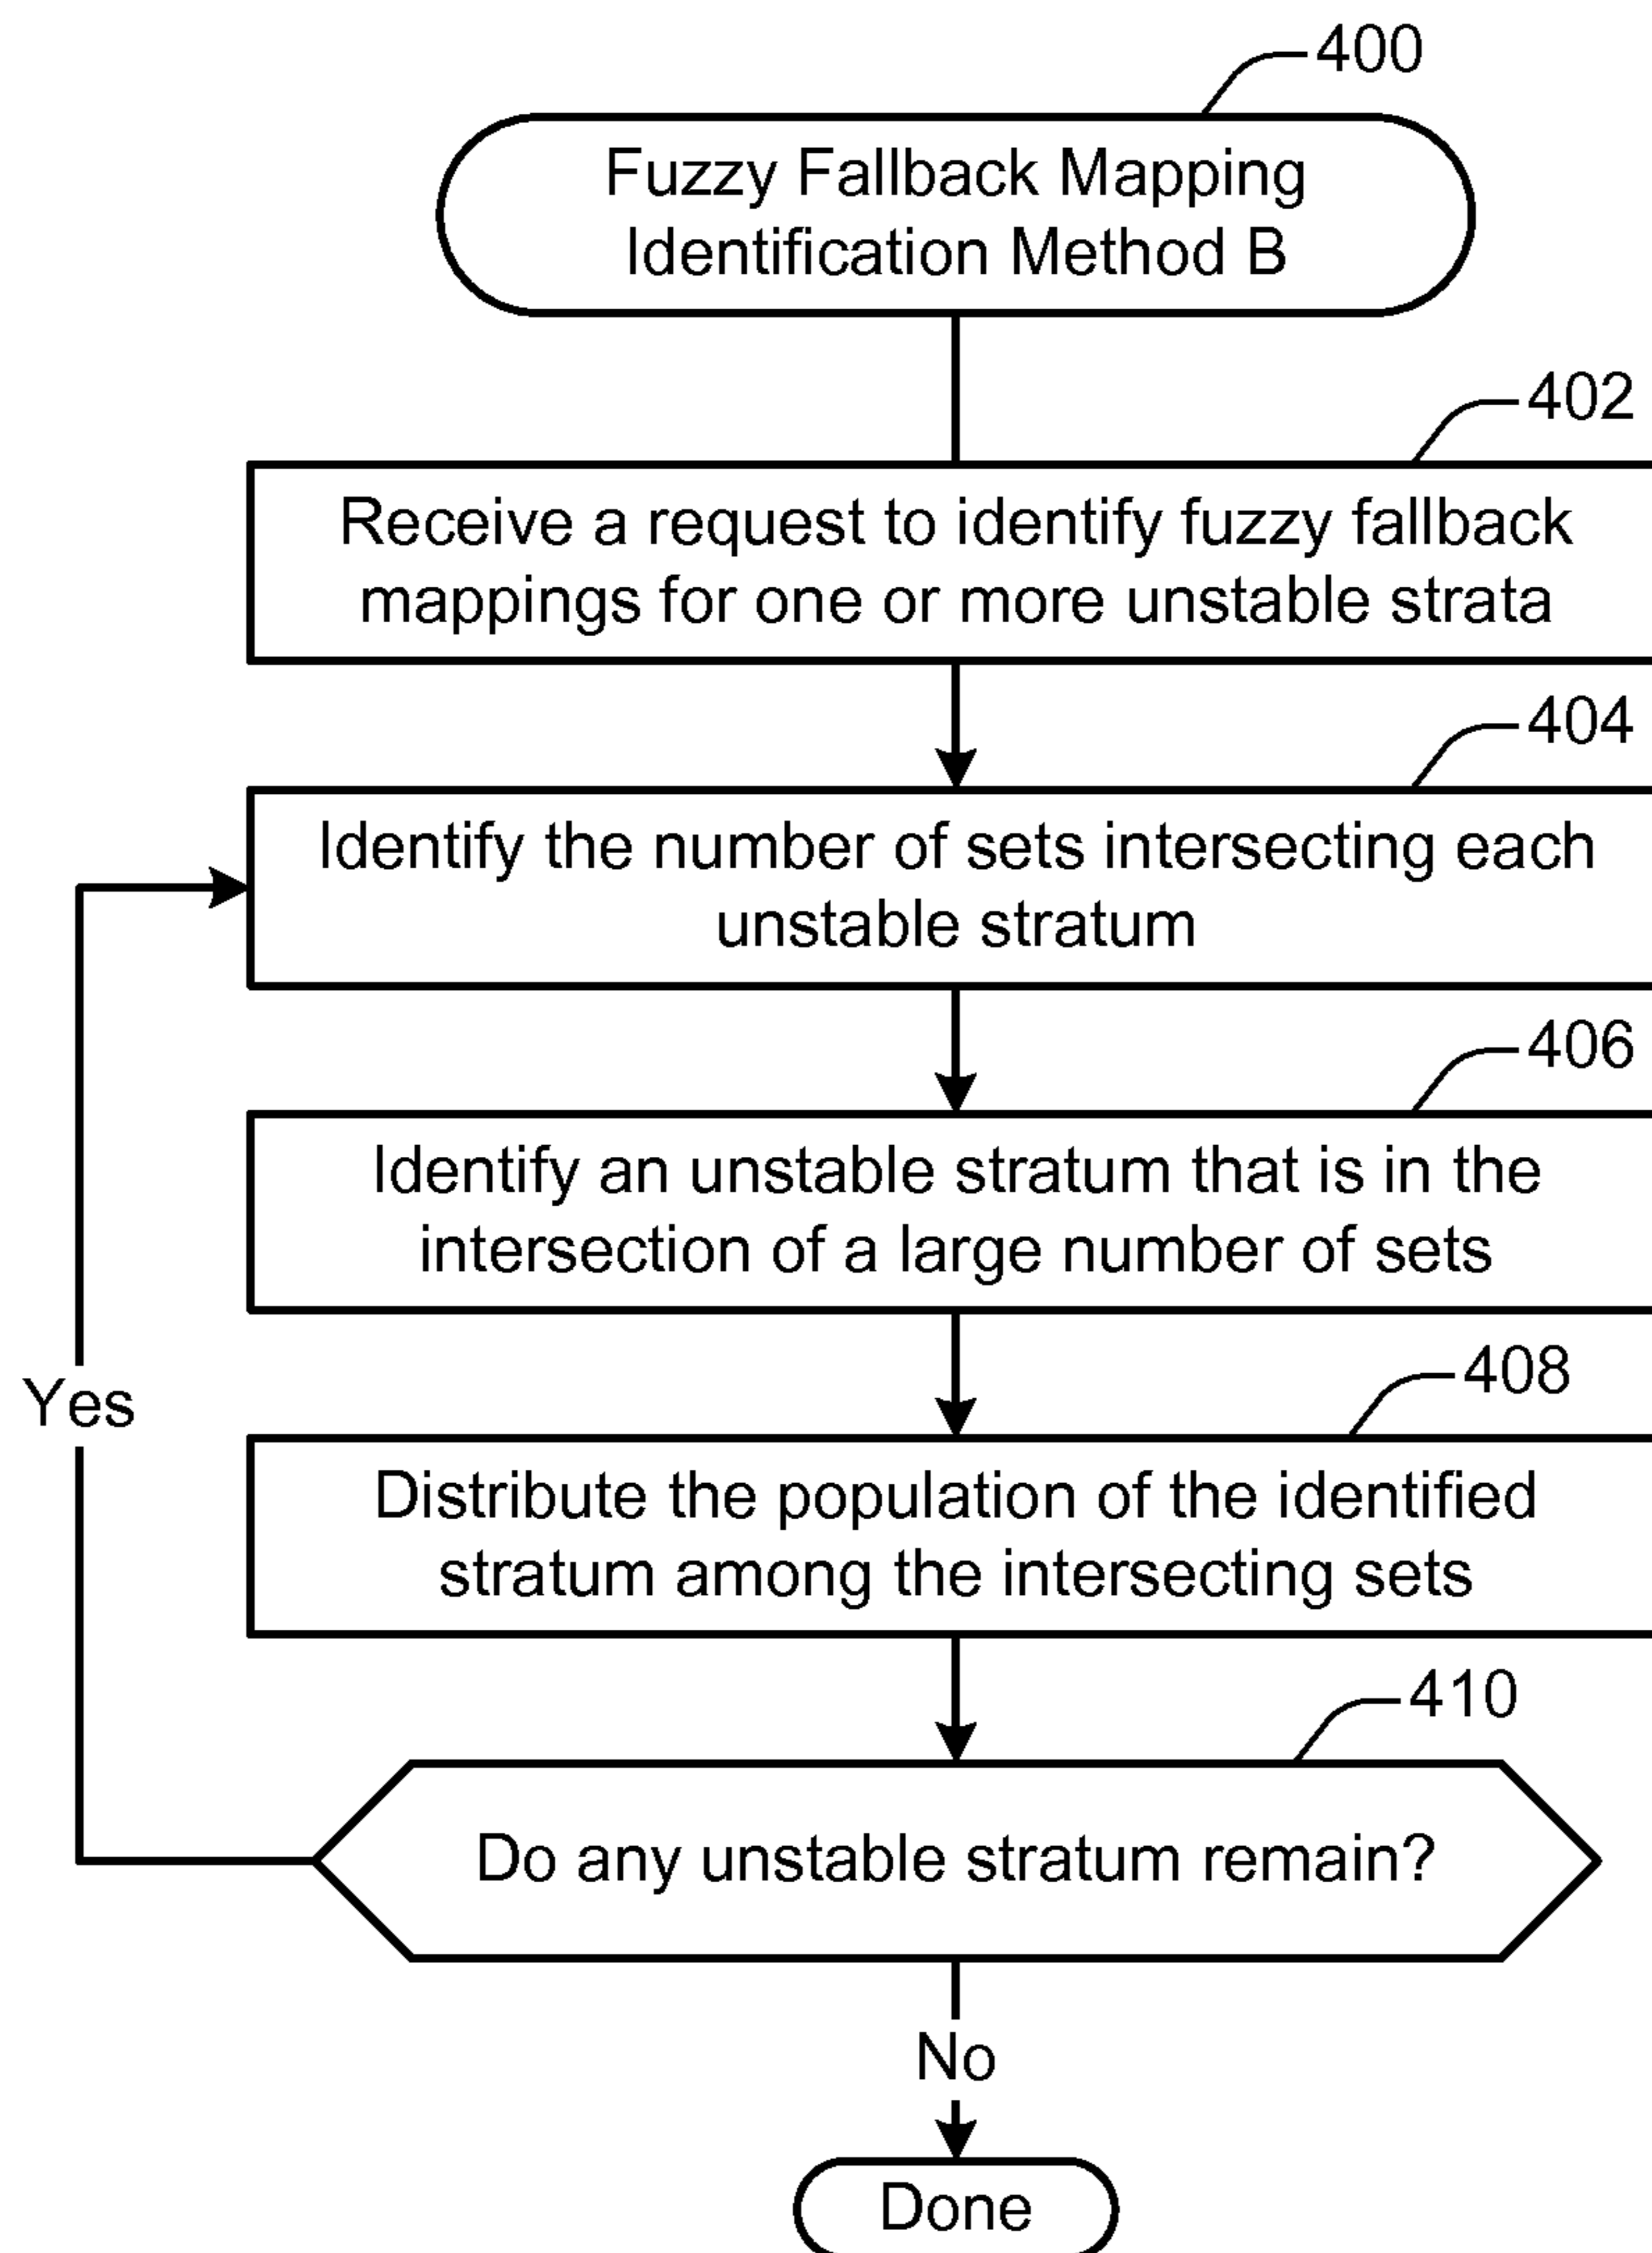 400
Fuzzy Fallback Mapping
Identification Method B
402
Receive a request to identify fuzzy fallback
mappings for one or more unstable strata
404
Identify the number of sets intersecting each
unstable stratum
406
Identify an unstable stratum that is in the
intersection of a large number of sets
408
Distribute the population of the identified
stratum among the intersecting sets
Yes
410
Do any unstable stratum remain?
No
Done